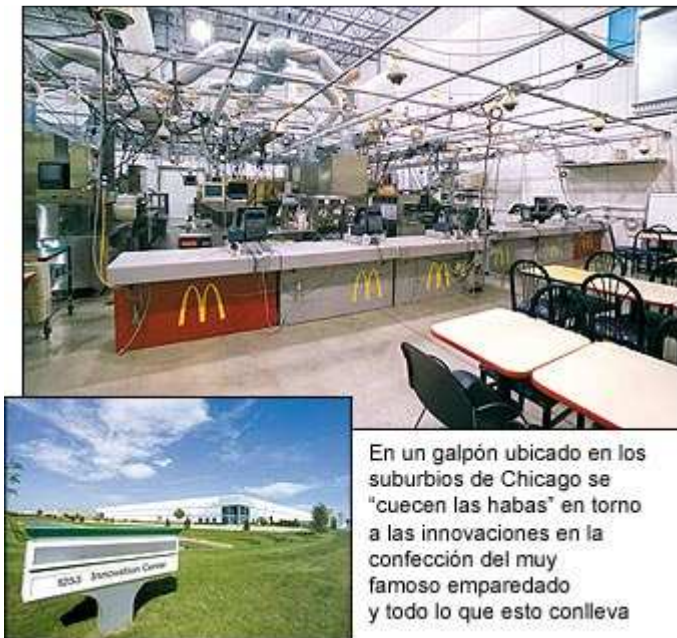 1253 Innovation Center
En un galpón ubicado en los
suburbios de Chicago se
“cuecen las habas” en torno
a las innovaciones en la
confección del muy
famoso emparedado
y todo lo que esto conlleva